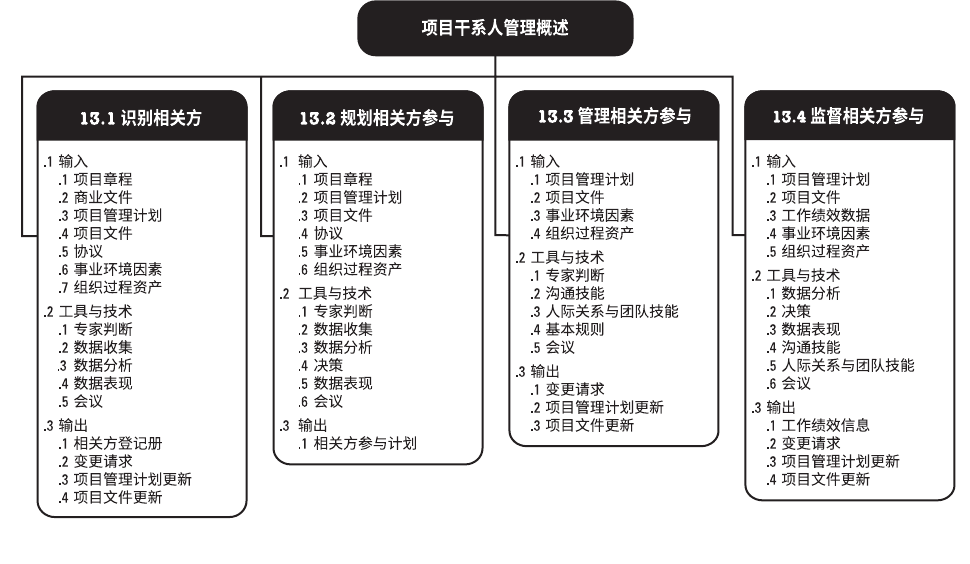 项目干系人管理概述
13.1 识别相关方
.1 输入
.1 项目章程
.2 商业文件
.3 项目管理计划
.4 项目文件
.5 协议
.6 事业环境因素
.7 组织过程资产
.2 工具与技术
.1 专家判断
.2 数据收集
.3 数据分析
.4 数据表现
.5 会议
.3 输出
.1 相关方登记册
.2 变更请求
.3 项目管理计划更新
.4 项目文件更新
13.2 规划相关方参与
.1 输入
.1 项目章程
.2 项目管理计划
.3 项目文件
.4 协议
.5 事业环境因素
.6 组织过程资产
.2 工具与技术
.1 专家判断
.2 数据收集
.3 数据分析
.4 决策
.5 数据表现
.6 会议
.3 输出
.1 相关方参与计划
13.3 管理相关方参与
.1 输入
.1 项目管理计划
.2 项目文件
.3 事业环境因素
.4 组织过程资产
.2 工具与技术
.1 专家判断
.2 沟通技能
.3 人际关系与团队技能
.4 基本规则
.5 会议
.3 输出
.1 变更请求
.2 项目管理计划更新
.3 项目文件更新
13.4 监督相关方参与
.1 输入
.1 项目管理计划
.2 项目文件
.3 工作绩效数据
.4 事业环境因素
.5 组织过程资产
.2 工具与技术
.1 数据分析
.2 决策
.3 数据表现
.4 沟通技能
.5 人际关系与团队技能
.6 会议
.3 输出
.1 工作绩效信息
.2 变更请求
.3 项目管理计划更新
.4 项目文件更新